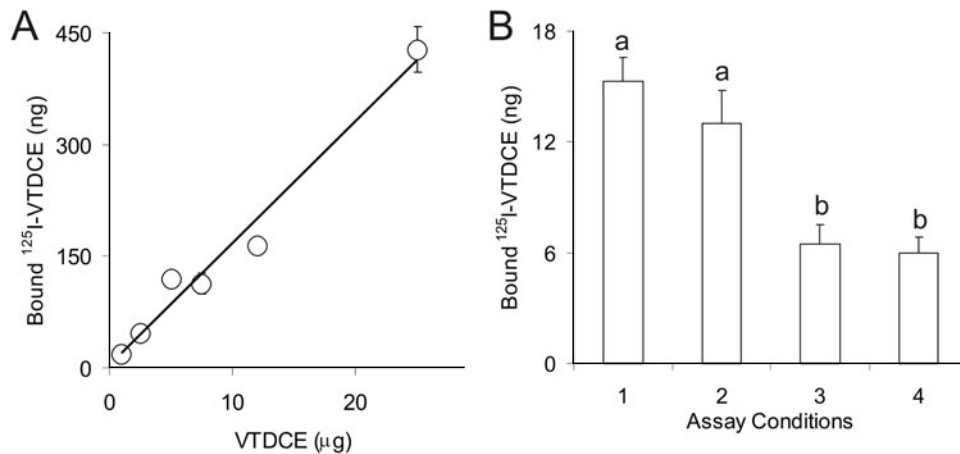 A
450
300
150
0
Bound ¹²⁵I-VTDCE (ng)
0 10 20
VTDCE (μg)
B
18
12
6
0
Bound ¹²⁵I-VTDCE (ng)
a
a
b
b
1 2 3 4
Assay Conditions